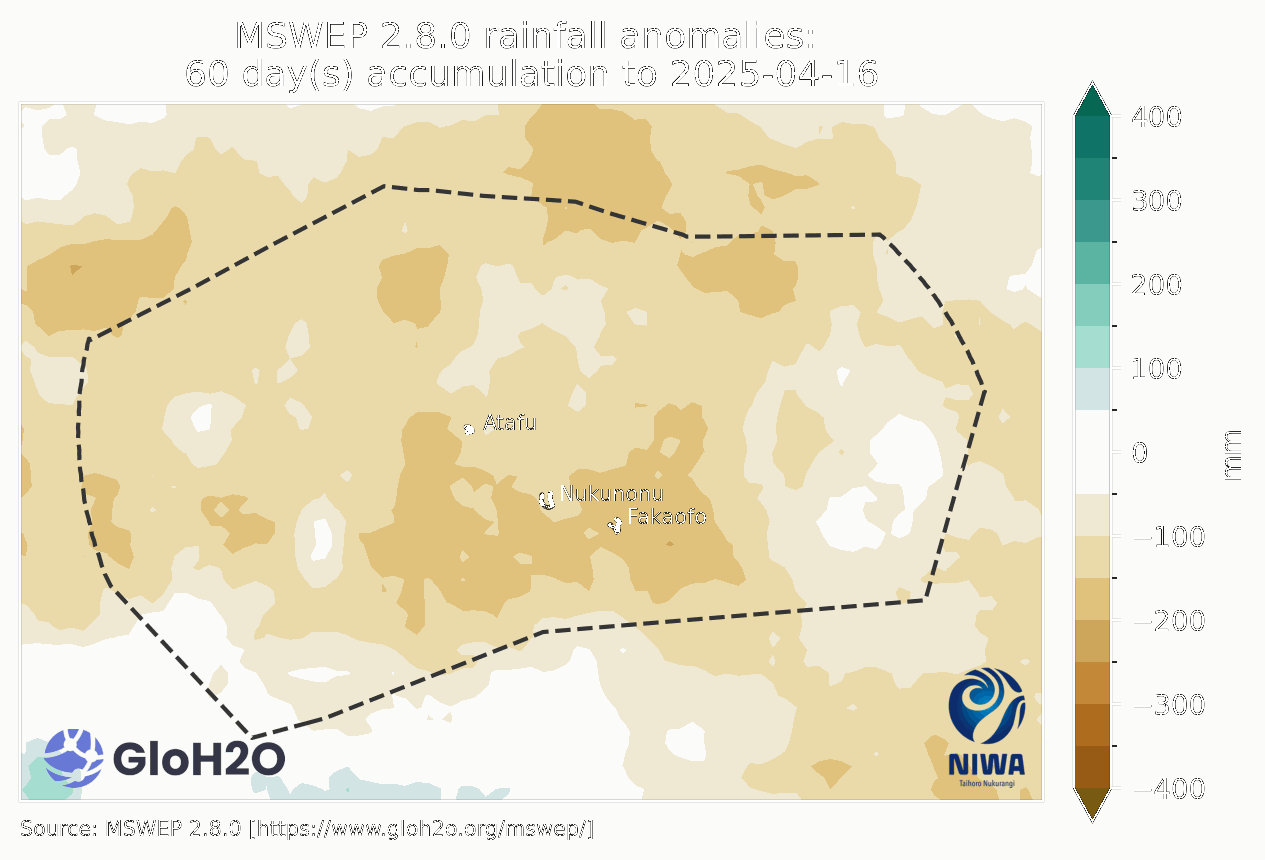 MSWEP 2.8.0 rainfall anomalies:
60 day(s) accumulation to 2025-04-16
400
300
200
100
0
−100
−200
−300
−400
mm
Atafu
Nukunonu
Fakaofo
GloH2O
NIWA
Taihoro Nukurangi
Source: MSWEP 2.8.0 [https://www.gloh2o.org/mswep/]